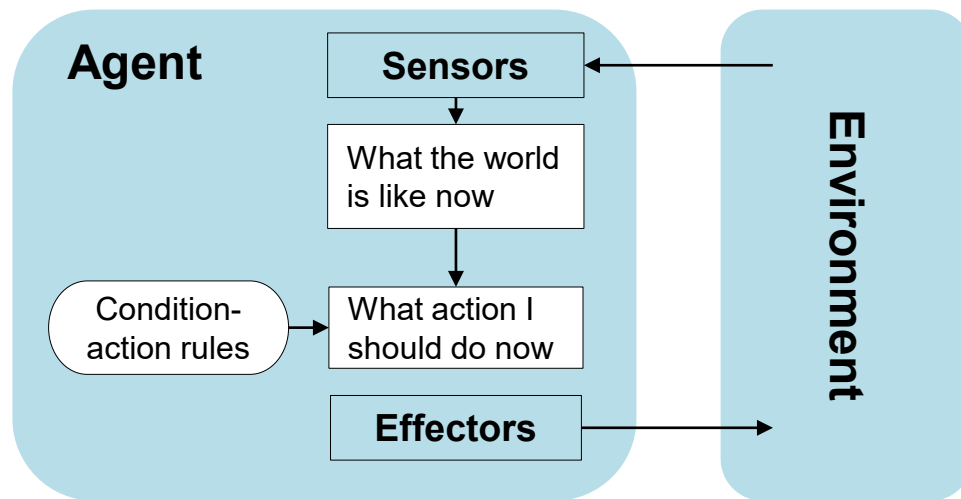 Agent
Sensors
What the world
is like now
Condition-
action rules
What action I
should do now
Effectors
Environment